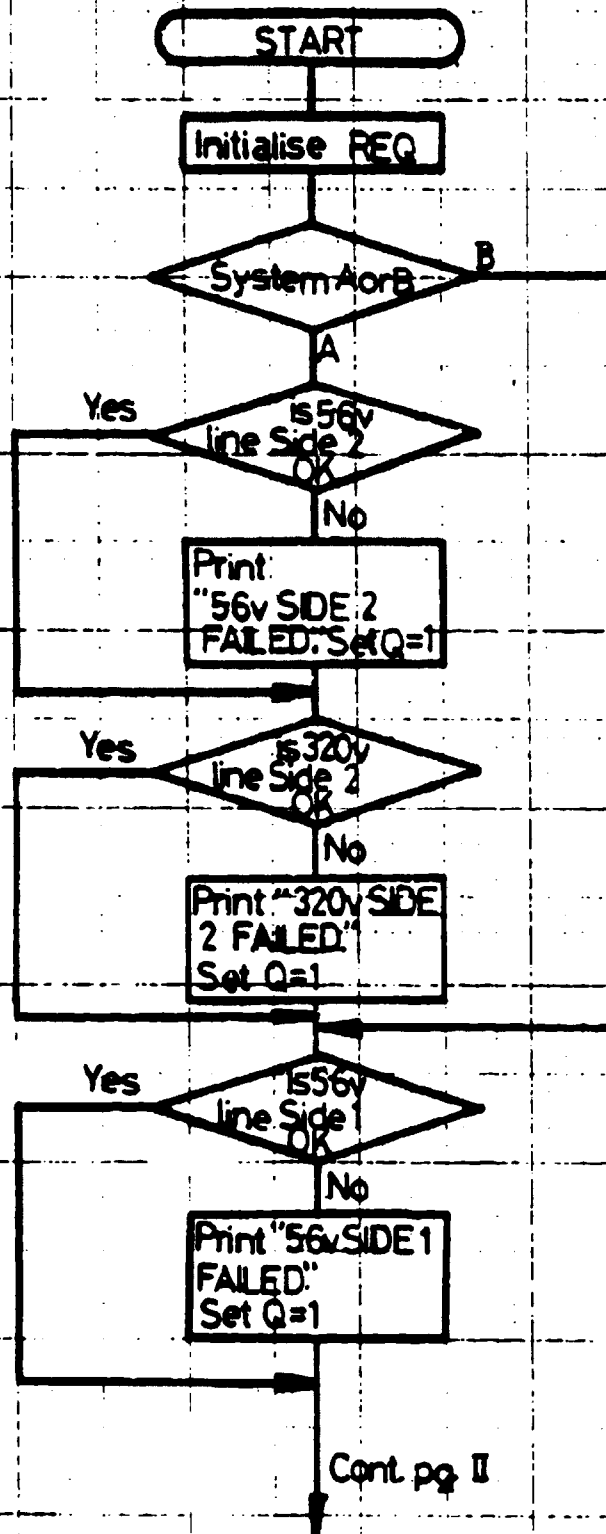 START
Initialise REQ
System A or B
B
A
Yes
is 56v
line Side 2
OK
No
Print
"56v SIDE 2
FAILED." Set Q=1
Yes
is 320v
line Side 2
OK
No
Print "320v SIDE
2 FAILED."
Set Q=1
Yes
Is 56v
line Side 1
OK
No
Print "56v SIDE 1
FAILED."
Set Q=1
Cont. pg II